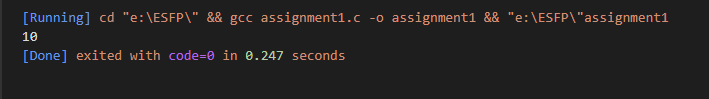 [Running] cd "e:\ESFP\" && gcc assignment1.c -o assignment1 && "e:\ESFP\"assignment1
10
[Done] exited with code=0 in 0.247 seconds